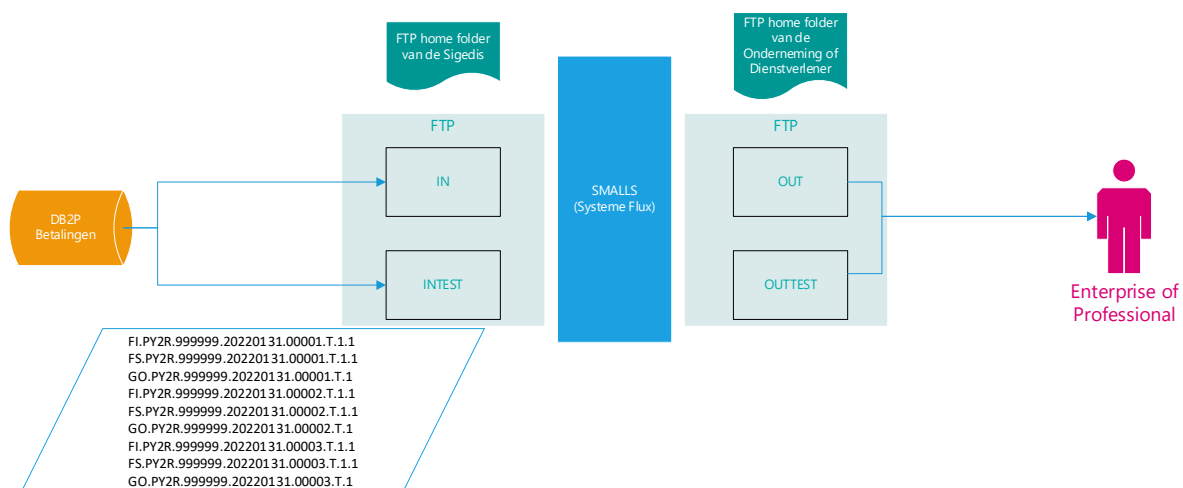 FTP home folder
van de Sigedis
FTP home folder
van de
Onderneming of
Dienstverlener
FTP
FTP
IN
SMALLS
(Systeme Flux)
OUT
DB2P
Betalingen
INTEST
OUTTEST
Enterprise of
Professional
FI.PY2R.999999.20220131.00001.T.1.1
FS.PY2R.999999.20220131.00001.T.1.1
GO.PY2R.999999.20220131.00001.T.1
FI.PY2R.999999.20220131.00002.T.1.1
FS.PY2R.999999.20220131.00002.T.1.1
GO.PY2R.999999.20220131.00002.T.1
FI.PY2R.999999.20220131.00003.T.1.1
FS.PY2R.999999.20220131.00003.T.1.1
GO.PY2R.999999.20220131.00003.T.1